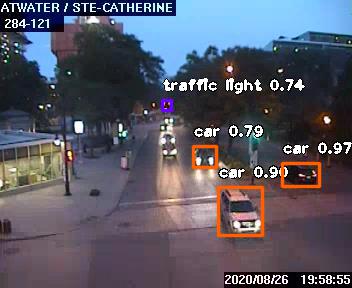 ATWATER / STE-CATHERINE
284-121
traffic light 0.74
car 0.79
car 0.97
car 0.90
2020/08/26 19:58:55